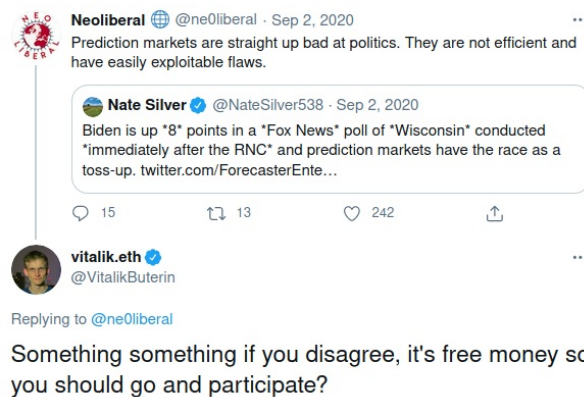 NEO
LIBERAL
Neoliberal @ne0liberal · Sep 2, 2020
Prediction markets are straight up bad at politics. They are not efficient and
have easily exploitable flaws.
Nate Silver @NateSilver538 · Sep 2, 2020
Biden is up *8* points in a *Fox News* poll of *Wisconsin* conducted
*immediately after the RNC* and prediction markets have the race as a
toss-up. twitter.com/ForecasterEnte…
15 13 242
vitalik.eth
@VitalikButerin
Replying to @ne0liberal
Something something if you disagree, it's free money so
you should go and participate?